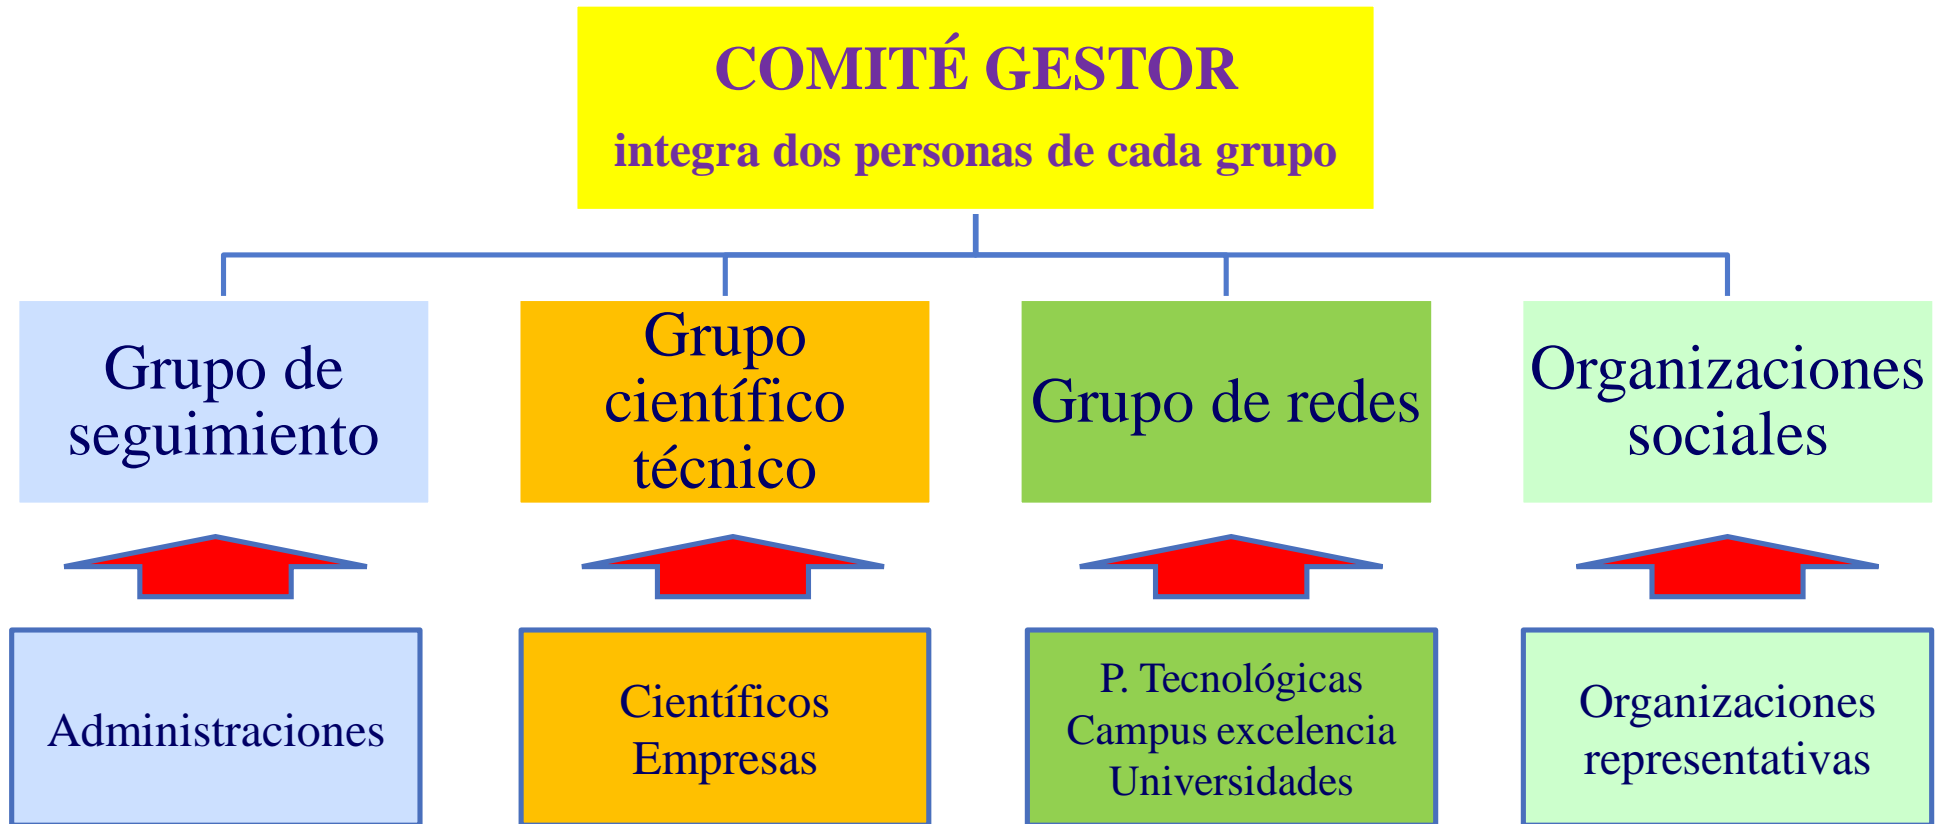 COMITÉ GESTOR
integra dos personas de cada grupo
Grupo de
seguimiento
Grupo
científico
técnico
Grupo de redes
Organizaciones
sociales
Administraciones
Científicos
Empresas
P. Tecnológicas
Campus excelencia
Universidades
Organizaciones
representativas